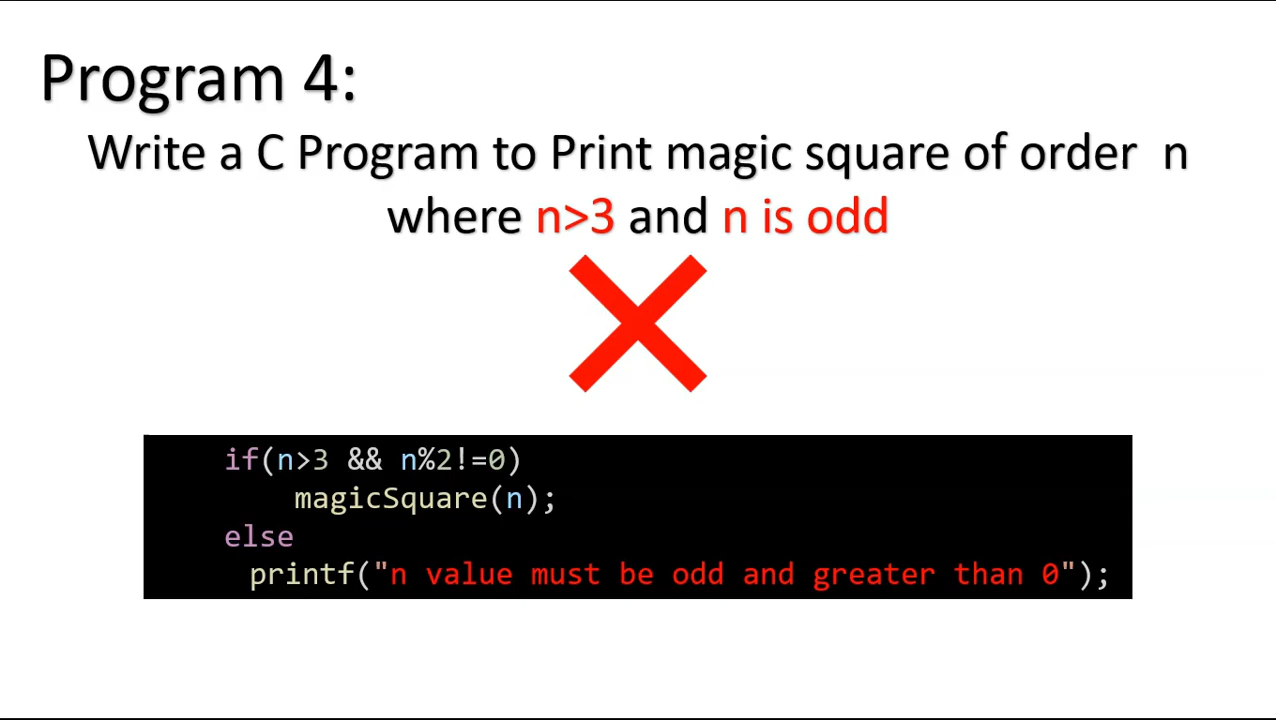 Program 4:
Write a C Program to Print magic square of order n
where n>3 and n is odd
if(n>3 && n%2!=0)
magicSquare(n);
else
printf("n value must be odd and greater than 0");